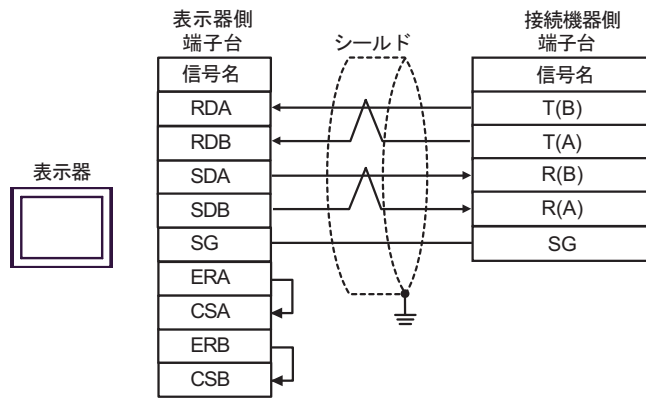 表示器側
端子台
シールド
接続機器側
端子台
信号名
信号名
RDA
T(B)
RDB
T(A)
表示器
SDA
R(B)
SDB
R(A)
SG
SG
ERA
CSA
ERB
CSB